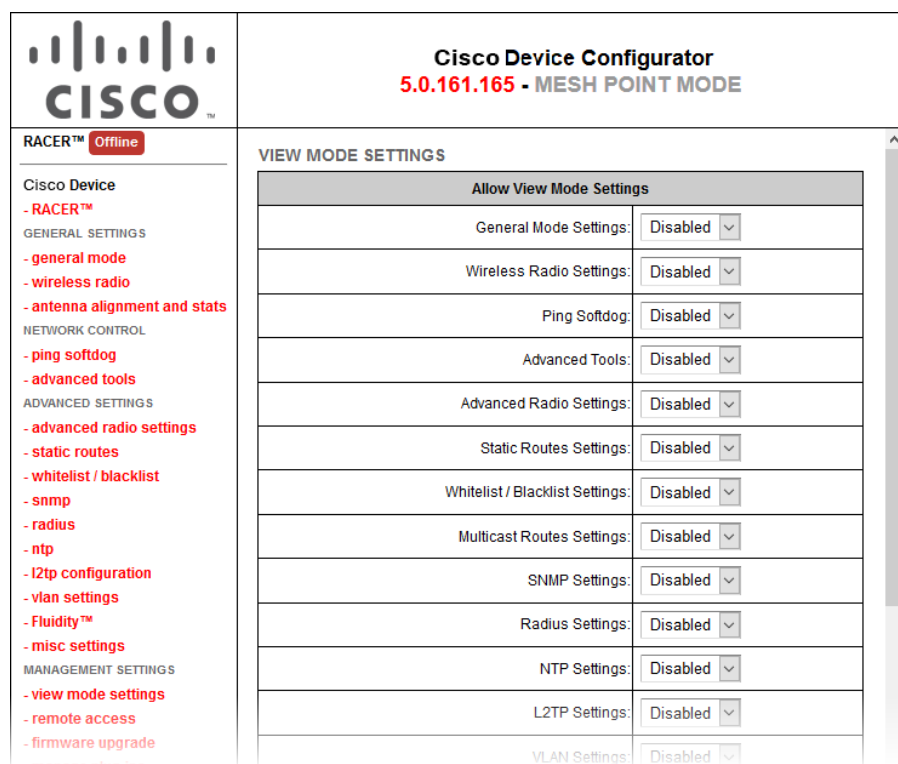 CISCO™
Cisco Device Configurator
5.0.161.165 - MESH POINT MODE
RACER™ Offline
Cisco Device
- RACER™
GENERAL SETTINGS
- general mode
- wireless radio
- antenna alignment and stats
NETWORK CONTROL
- ping softdog
- advanced tools
ADVANCED SETTINGS
- advanced radio settings
- static routes
- whitelist / blacklist
- snmp
- radius
- ntp
- l2tp configuration
- vlan settings
- Fluidity™
- misc settings
MANAGEMENT SETTINGS
- view mode settings
- remote access
- firmware upgrade
VIEW MODE SETTINGS
Allow View Mode Settings
General Mode Settings: Disabled
Wireless Radio Settings: Disabled
Ping Softdog: Disabled
Advanced Tools: Disabled
Advanced Radio Settings: Disabled
Static Routes Settings: Disabled
Whitelist / Blacklist Settings: Disabled
Multicast Routes Settings: Disabled
SNMP Settings: Disabled
Radius Settings: Disabled
NTP Settings: Disabled
L2TP Settings: Disabled
VLAN Settings: Disabled